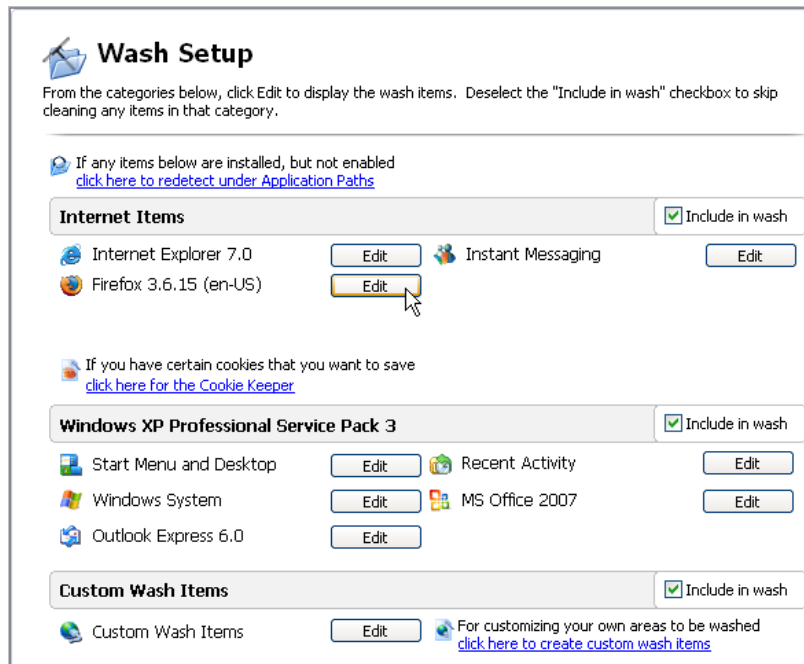 Wash Setup
From the categories below, click Edit to display the wash items. Deselect the "Include in wash" checkbox to skip
cleaning any items in that category.
If any items below are installed, but not enabled
click here to redetect under Application Paths
Internet Items
Include in wash
Internet Explorer 7.0
Edit
Instant Messaging
Edit
Firefox 3.6.15 (en-US)
Edit
If you have certain cookies that you want to save
click here for the Cookie Keeper
Windows XP Professional Service Pack 3
Include in wash
Start Menu and Desktop
Edit
Recent Activity
Edit
Windows System
Edit
MS Office 2007
Edit
Outlook Express 6.0
Edit
Custom Wash Items
Include in wash
Custom Wash Items
Edit
For customizing your own areas to be washed
click here to create custom wash items